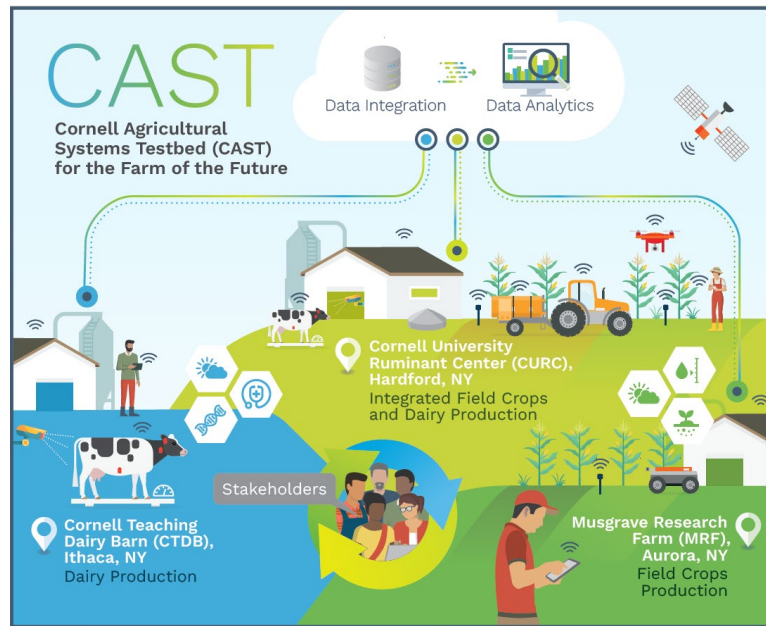 CAST
Cornell Agricultural
Systems Testbed (CAST)
for the Farm of the Future
Data Integration
Data Analytics
Cornell University
Ruminant Center (CURC),
Hardford, NY
Integrated Field Crops
and Dairy Production
Stakeholders
Cornell Teaching
Dairy Barn (CTDB),
Ithaca, NY
Dairy Production
Musgrave Research
Farm (MRF),
Aurora, NY
Field Crops
Production